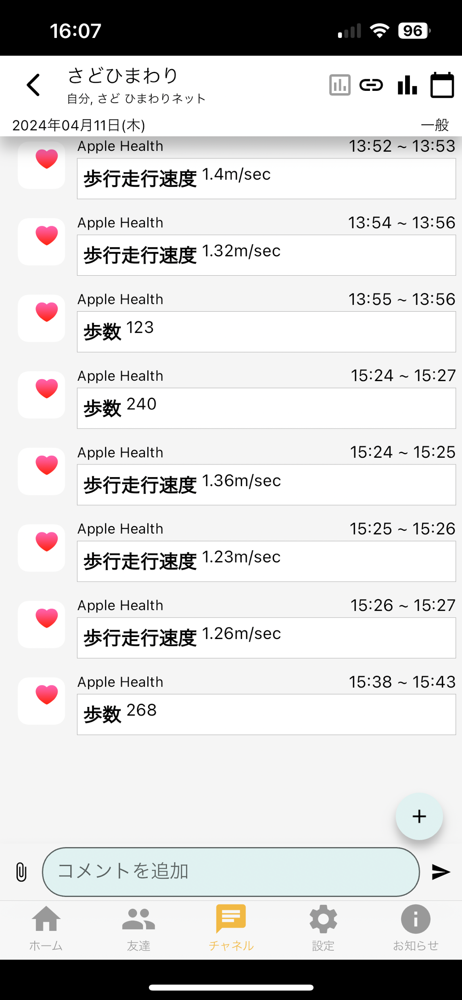 16:07
96
さどひまわり
自分, さど ひまわりネット
2024年04月11日(木)
一般
Apple Health 13:52 ~ 13:53
歩行走行速度 1.4m/sec
Apple Health 13:54 ~ 13:56
歩行走行速度 1.32m/sec
Apple Health 13:55 ~ 13:56
歩数 123
Apple Health 15:24 ~ 15:27
歩数 240
Apple Health 15:24 ~ 15:25
歩行走行速度 1.36m/sec
Apple Health 15:25 ~ 15:26
歩行走行速度 1.23m/sec
Apple Health 15:26 ~ 15:27
歩行走行速度 1.26m/sec
Apple Health 15:38 ~ 15:43
歩数 268
+
コメントを追加
ホーム 友達 チャネル 設定 お知らせ